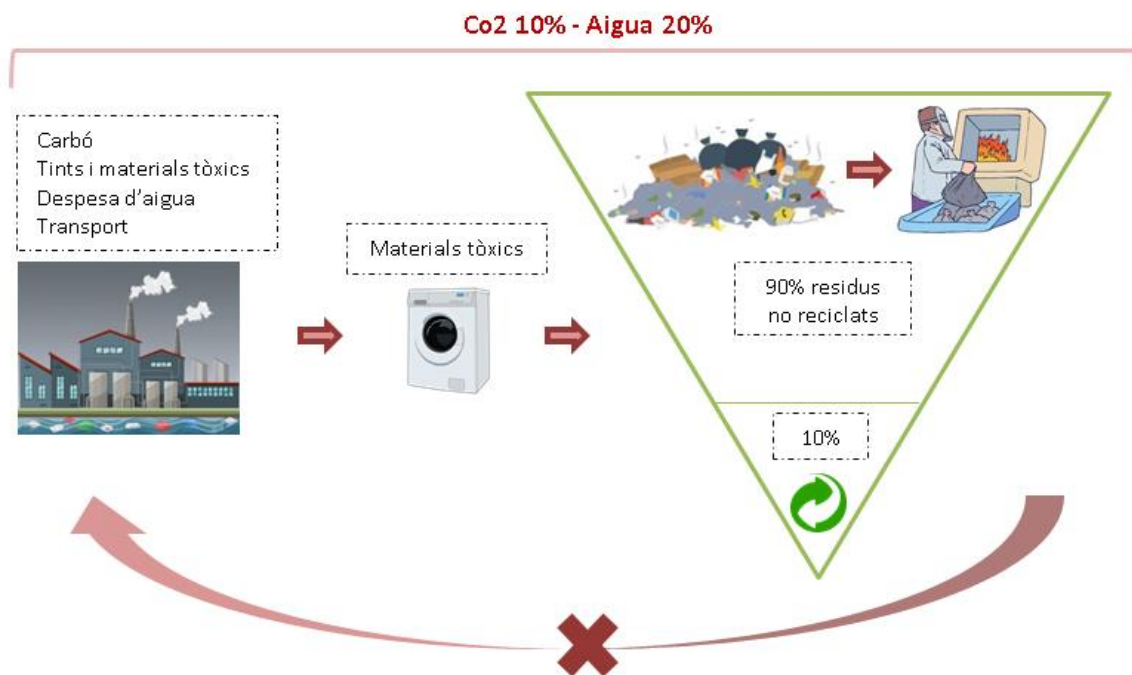 Co2 10% - Aigua 20%
Carbó
Tints i materials tòxics
Despesa d'aigua
Transport
Materials tòxics
90% residus
no reciclats
10%